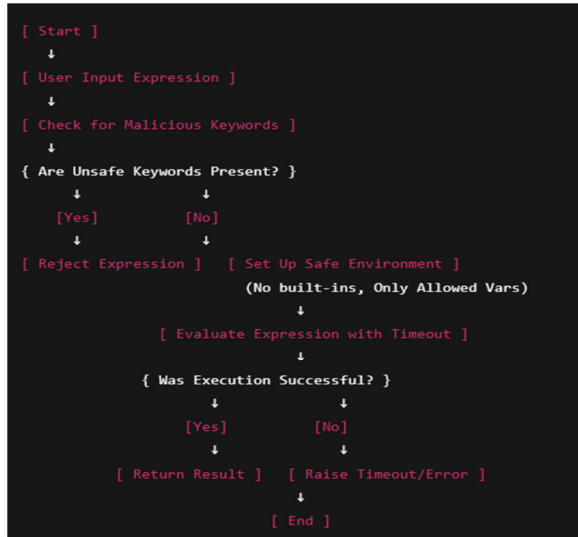 [ Start ]
↓
[ User Input Expression ]
↓
[ Check for Malicious Keywords ]
↓
{ Are Unsafe Keywords Present? }
↓ ↓
[Yes] [No]
↓ ↓
[ Reject Expression ] [ Set Up Safe Environment ]
(No built-ins, Only Allowed Vars)
↓
[ Evaluate Expression with Timeout ]
↓
{ Was Execution Successful? }
↓ ↓
[Yes] [No]
↓ ↓
[ Return Result ] [ Raise Timeout/Error ]
↓
[ End ]